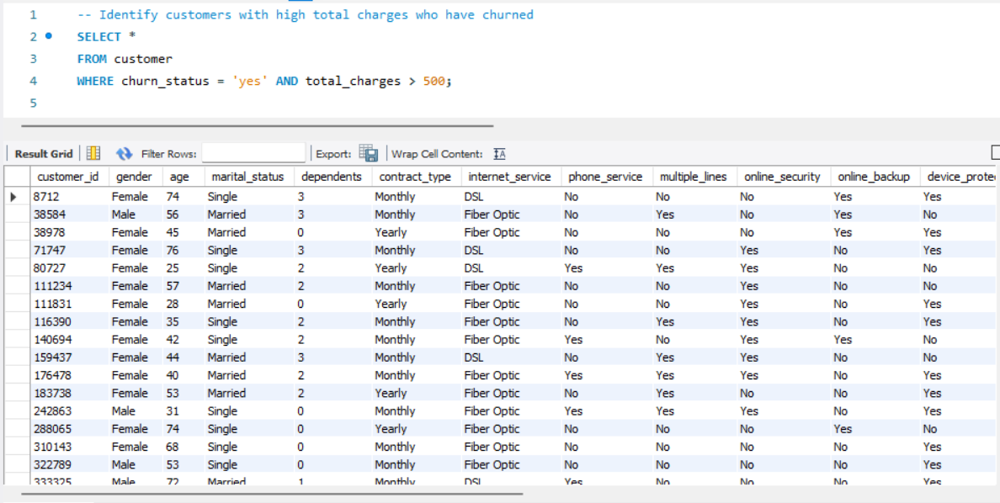 1 -- Identify customers with high total charges who have churned
2 SELECT *
3 FROM customer
4 WHERE churn_status = 'yes' AND total_charges > 500;
5
Result Grid Filter Rows: Export: Wrap Cell Content: IA
customer_id gender age marital_status dependents contract_type internet_service phone_service multiple_lines online_security online_backup device_protec
8712 Female 74 Single 3 Monthly DSL No No No Yes Yes
38584 Male 56 Married 3 Monthly Fiber Optic No Yes No Yes No
38978 Female 45 Married 0 Yearly Fiber Optic No No No Yes Yes
71747 Female 76 Single 3 Monthly DSL No No Yes No Yes
80727 Female 25 Single 2 Yearly DSL Yes Yes Yes No No
111234 Female 57 Married 2 Monthly Fiber Optic No No Yes No No
111831 Female 28 Married 0 Yearly Fiber Optic No No Yes No Yes
116390 Female 35 Single 2 Monthly Fiber Optic No Yes Yes No Yes
140694 Female 42 Single 2 Monthly Fiber Optic Yes No Yes Yes No
159437 Female 44 Married 3 Monthly DSL No Yes Yes No No
176478 Female 40 Married 2 Monthly Fiber Optic Yes Yes Yes No Yes
183738 Female 53 Married 2 Yearly Fiber Optic No Yes No No Yes
242863 Male 31 Single 0 Monthly Fiber Optic Yes Yes Yes No Yes
288065 Female 74 Single 0 Yearly Fiber Optic No No No Yes No
310143 Female 68 Single 0 Monthly Fiber Optic No No No No Yes
322789 Male 53 Single 0 Monthly Fiber Optic No No No No Yes
333325 Male 72 Married 1 Monthly DSL Yes No No No Yes